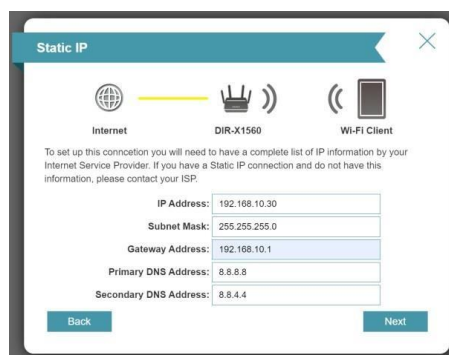 Static IP
Internet
DIR-X1560
Wi-Fi Client
To set up this conncetion you will need to have a complete list of IP information by your
Internet Service Provider. If you have a Static IP connection and do not have this
information, please contact your ISP.
IP Address: 192.168.10.30
Subnet Mask: 255.255.255.0
Gateway Address: 192.168.10.1
Primary DNS Address: 8.8.8.8
Secondary DNS Address: 8.8.4.4
Back
Next